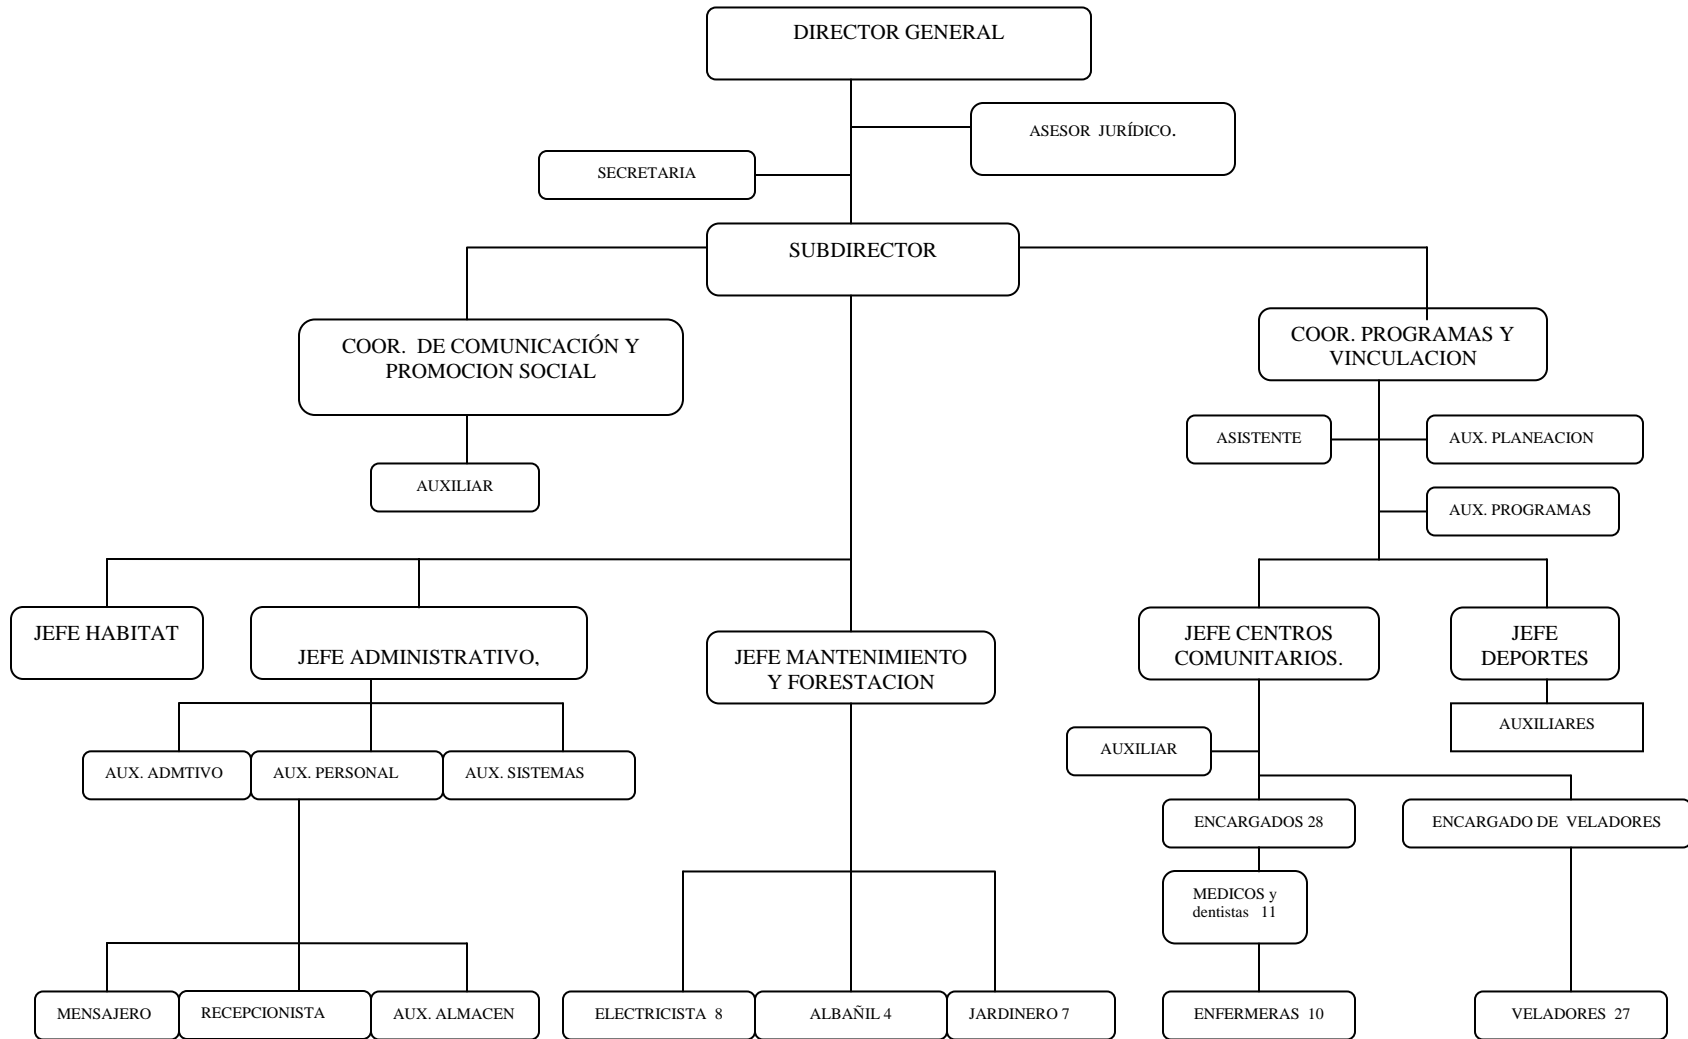 DIRECTOR GENERAL
ASESOR JURÍDICO.
SECRETARIA
SUBDIRECTOR
COOR. DE COMUNICACIÓN Y
PROMOCION SOCIAL
COOR. PROGRAMAS Y
VINCULACION
ASISTENTE
AUX. PLANEACION
AUXILIAR
AUX. PROGRAMAS
JEFE HABITAT
JEFE ADMINISTRATIVO,
JEFE MANTENIMIENTO
Y FORESTACION
JEFE CENTROS
COMUNITARIOS.
JEFE
DEPORTES
AUXILIARES
AUXILIAR
AUX. ADMTIVO
AUX. PERSONAL
AUX. SISTEMAS
ENCARGADOS 28
ENCARGADO DE VELADORES
MEDICOS y
dentistas 11
MENSAJERO
RECEPCIONISTA
AUX. ALMACEN
ELECTRICISTA 8
ALBAÑIL 4
JARDINERO 7
ENFERMERAS 10
VELADORES 27